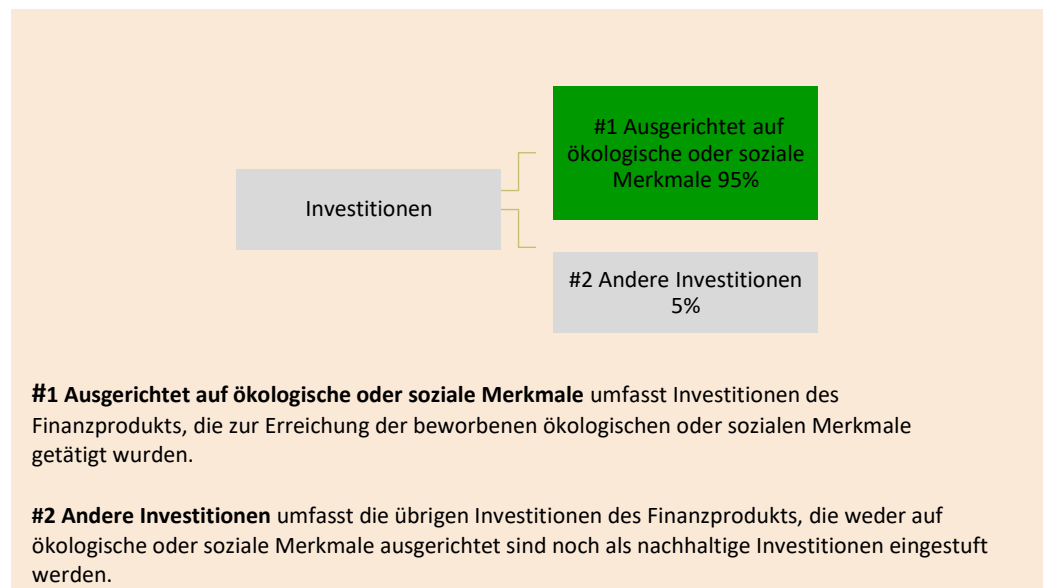 #1 Ausgerichtet auf
ökologische oder soziale
Merkmale 95%
Investitionen
#2 Andere Investitionen
5%
#1 Ausgerichtet auf ökologische oder soziale Merkmale umfasst Investitionen des
Finanzprodukts, die zur Erreichung der beworbenen ökologischen oder sozialen Merkmale
getätigt wurden.
#2 Andere Investitionen umfasst die übrigen Investitionen des Finanzprodukts, die weder auf
ökologische oder soziale Merkmale ausgerichtet sind noch als nachhaltige Investitionen eingestuft
werden.